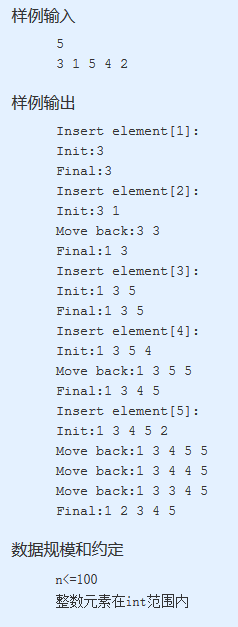 样例输入
5
3 1 5 4 2
样例输出
Insert element[1]:
Init:3
Final:3
Insert element[2]:
Init:3 1
Move back:3 3
Final:1 3
Insert element[3]:
Init:1 3 5
Final:1 3 5
Insert element[4]:
Init:1 3 5 4
Move back:1 3 5 5
Final:1 3 4 5
Insert element[5]:
Init:1 3 4 5 2
Move back:1 3 4 5 5
Move back:1 3 4 4 5
Move back:1 3 3 4 5
Final:1 2 3 4 5
数据规模和约定
n<=100
整数元素在int范围内